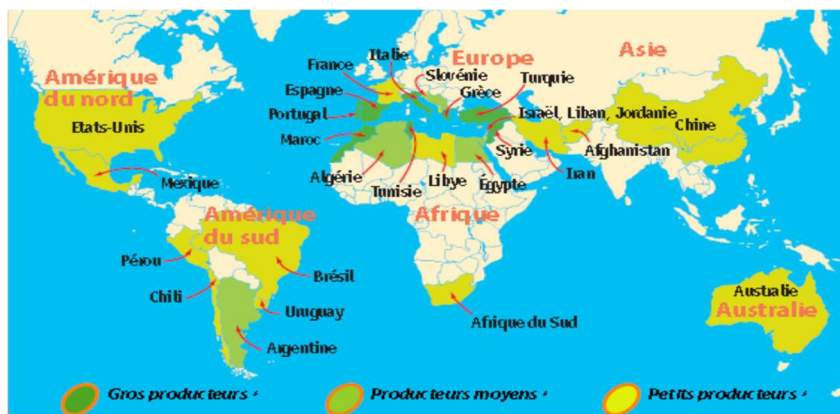 Amérique
du nord
Etats-Unis
Mexique
Amérique
du sud
Pérou
Brésil
Chili
Uruguay
Argentine
Europe
Italie
France
Slovénie
Espagne
Grèce
Turquie
Portugal
Maroc
Israël, Liban, Jordanie
Syrie
Algérie
Tunisie
Libye
Égypte
Afrique
Afrique du Sud
Asie
Chine
Afghanistan
Iran
Australie
Australie
Gros producteurs
Producteurs moyens
Petits producteurs